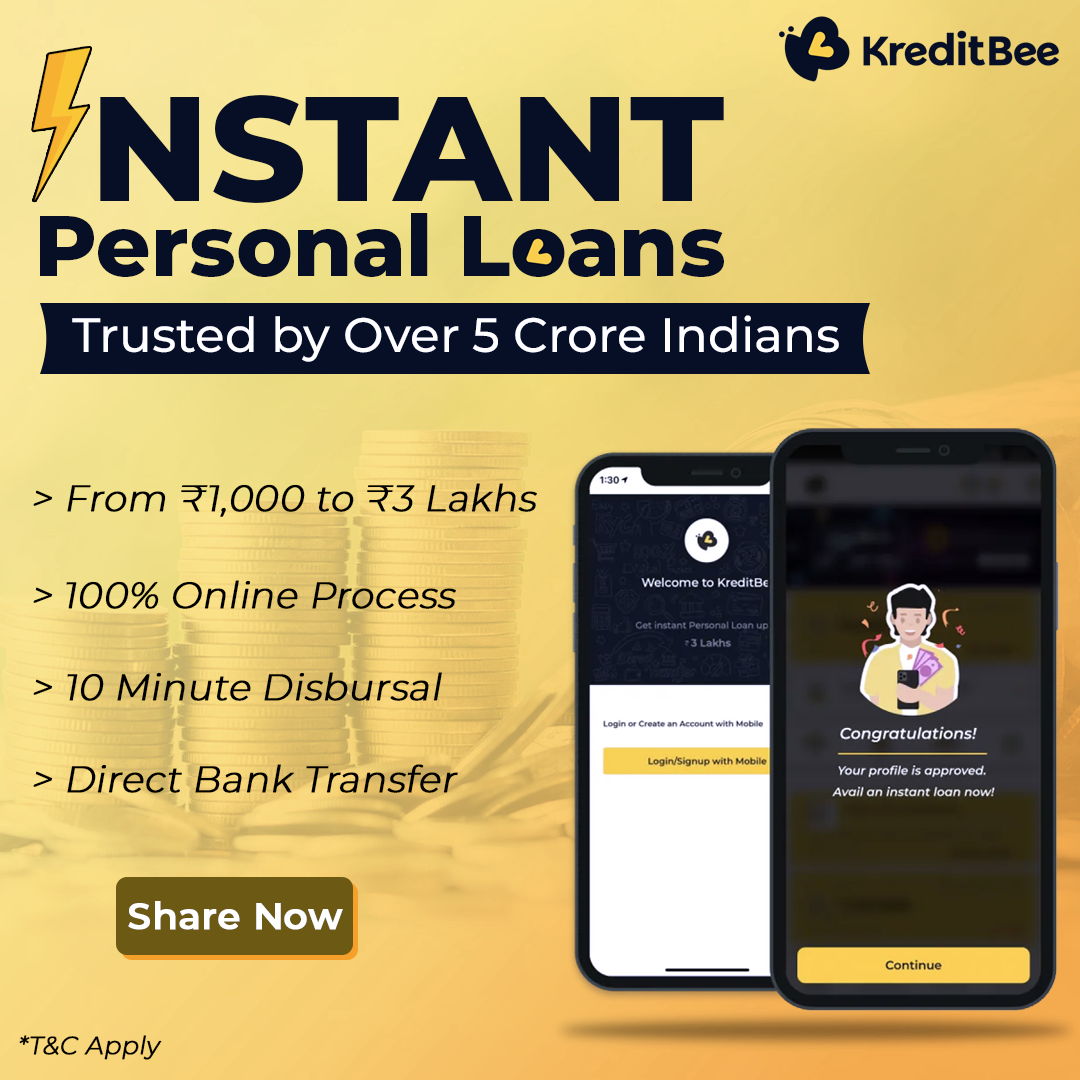 KreditBee
INSTANT
Personal Loans
Trusted by Over 5 Crore Indians
> From ₹1,000 to ₹3 Lakhs
> 100% Online Process
> 10 Minute Disbursal
> Direct Bank Transfer
Share Now
*T&C Apply
1:30
Welcome to KreditBe
Get instant Personal Loan up
₹3 Lakhs
Login or Create an Account with Mobile
Login/Signup with Mobile
Congratulations!
Your profile is approved.
Avail an instant loan now!
Continue